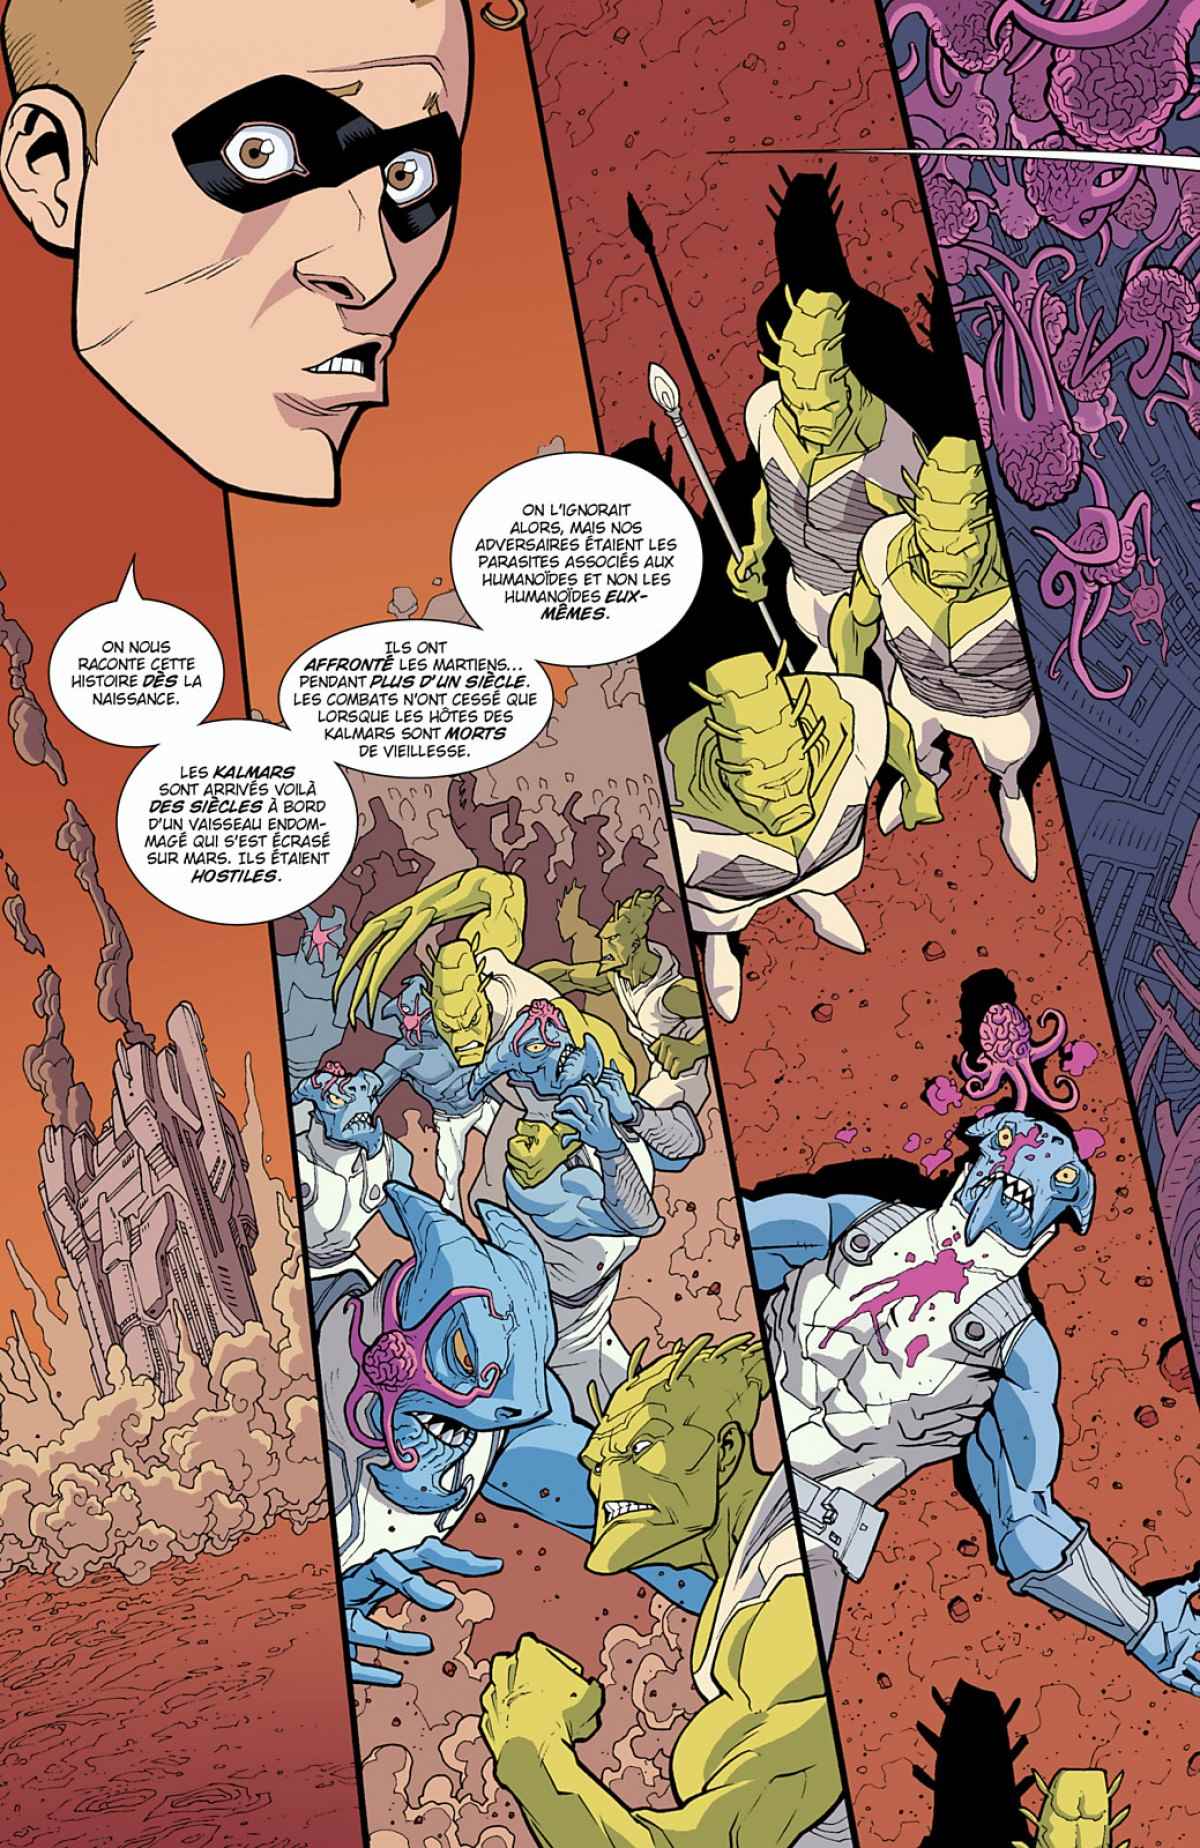 ON NOUS
RACONTE CETTE
HISTOIRE DÈS LA
NAISSANCE.
LES KALMARS
SONT ARRIVÉS VOILÀ
DES SIÈCLES À BORD
D'UN VAISSEAU ENDOM-
MAGÉ QUI S'EST ÉCRASÉ
SUR MARS. ILS ÉTAIENT
HOSTILES.
ILS ONT
AFFRONTÉ LES MARTIENS...
PENDANT PLUS D'UN SIÈCLE.
LES COMBATS N'ONT CESSÉ QUE
LORSQUE LES HÔTES DES
KALMARS SONT MORTS
DE VIEILLESSE.
ON L'IGNORAIT
ALORS, MAIS NOS
ADVERSAIRES ÉTAIENT LES
PARASITES ASSOCIÉS AUX
HUMANOÏDES ET NON LES
HUMANOÏDES EUX-
MÊMES.